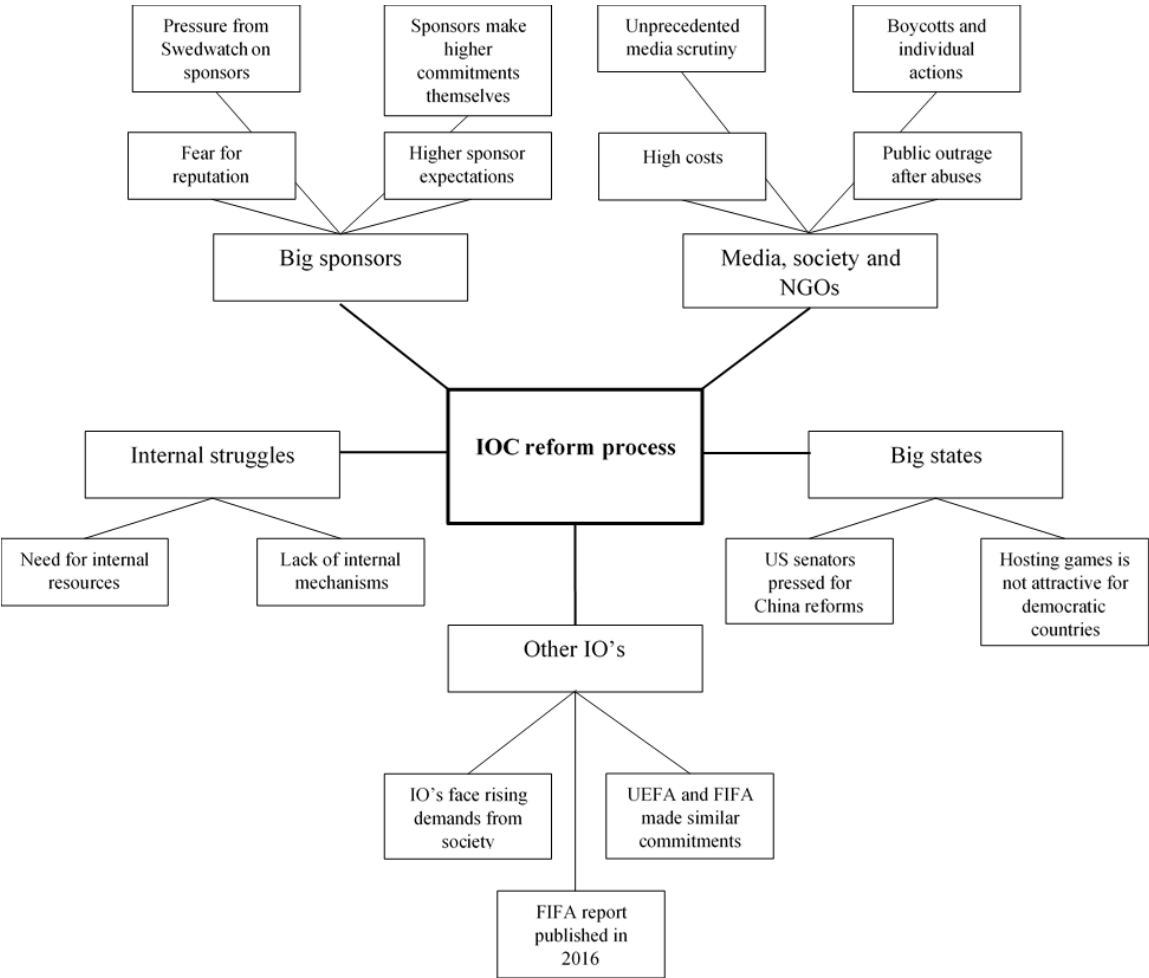 Pressure from
Swedwatch on
sponsors
Sponsors make
higher
commitments
themselves
Unprecedented
media scrutiny
Boycotts and
individual
actions
Fear for
reputation
Higher sponsor
expectations
High costs
Public outrage
after abuses
Big sponsors
Media, society and
NGOs
IOC reform process
Internal struggles
Big states
Need for internal
resources
Lack of internal
mechanisms
US senators
pressed for
China reforms
Hosting games is
not attractive for
democratic
countries
Other IO’s
IO’s face rising
demands from
society
UEFA and FIFA
made similar
commitments
FIFA report
published in
2016